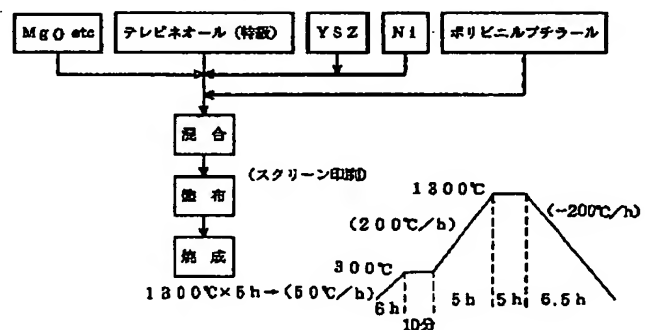 MgO etc
テレピネオール (特級)
YSZ
Ni
ポリビニルブチラール
混 合
(スクリーン印刷)
塗 布
焼 成
1300℃×5h→(50℃/h)
1300℃
(200℃/h)
(-200℃/h)
300℃
6h
10分
5h
5h
6.5h